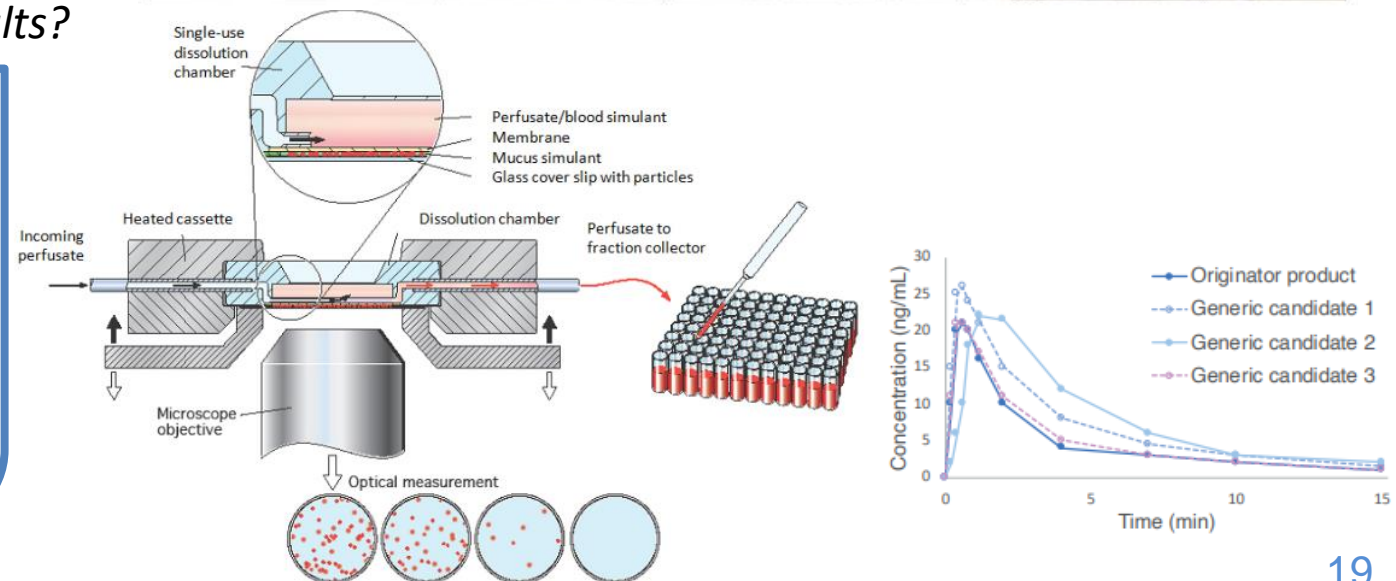 lts?
Single-use
dissolution
chamber
Perfusate/blood simulant
Membrane
Mucus simulant
Glass cover slip with particles
Heated cassette
Dissolution chamber
Incoming
perfusate
Perfusate to
fraction collector
Microscope
objective
Optical measurement
Concentration (ng/mL)
30
25
20
15
10
5
0
0
5
10
15
Time (min)
Originator product
Generic candidate 1
Generic candidate 2
Generic candidate 3
19